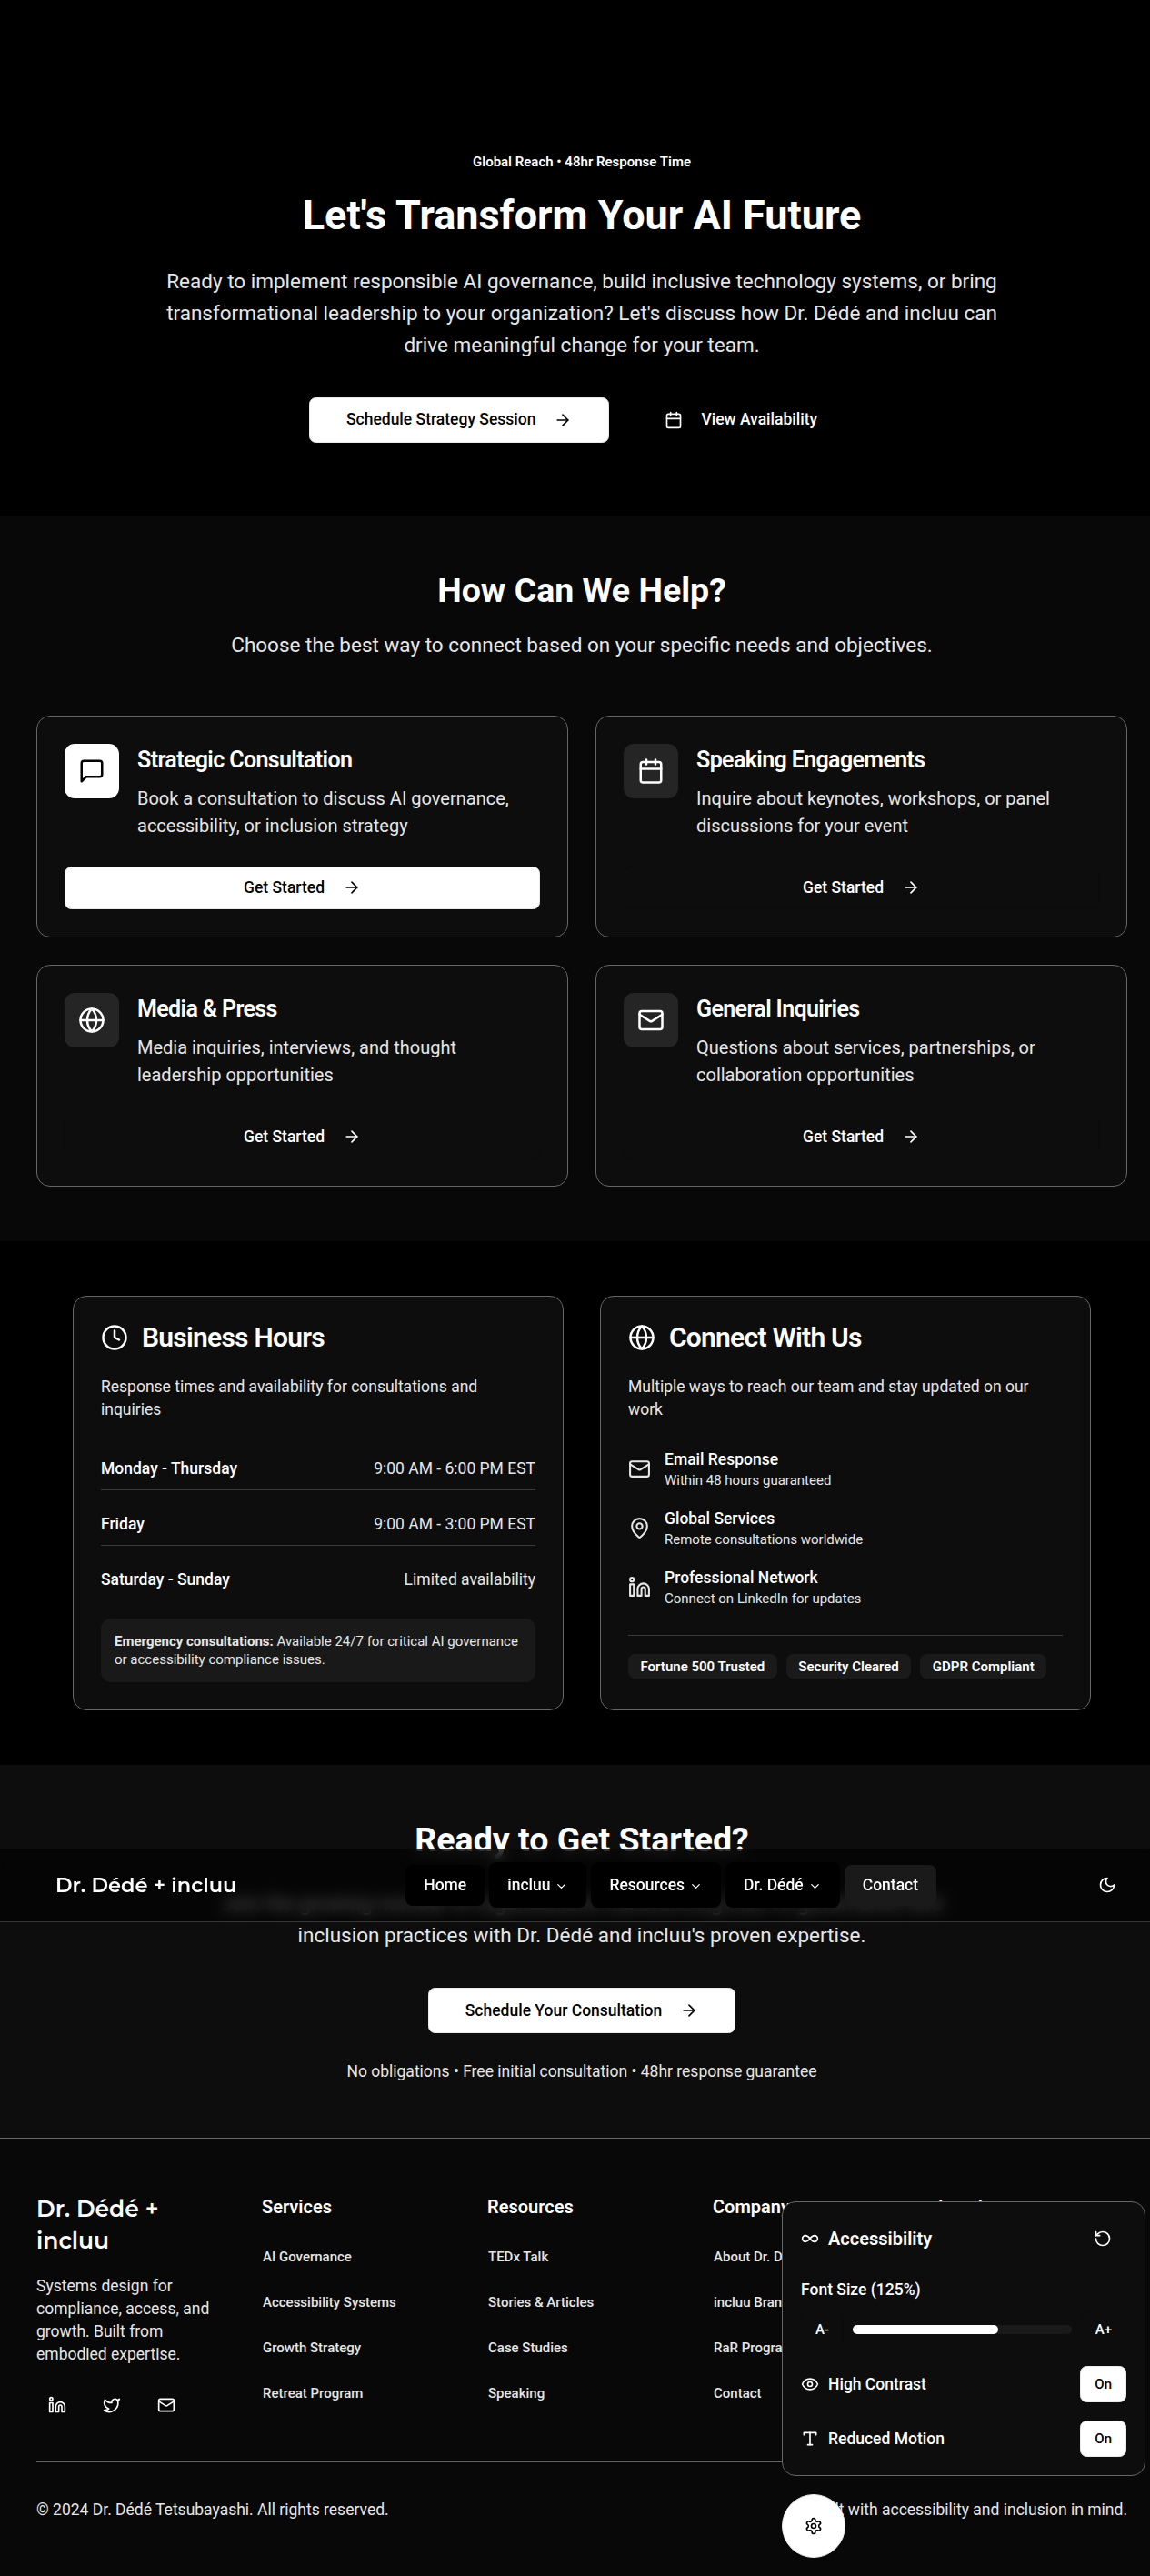 Global Reach • 48hr Response Time
Let's Transform Your AI Future
Ready to implement responsible AI governance, build inclusive technology systems, or bring
transformational leadership to your organization? Let's discuss how Dr. Dédé and incluu can
drive meaningful change for your team.
Schedule Strategy Session
View Availability
How Can We Help?
Choose the best way to connect based on your specific needs and objectives.
Strategic Consultation
Book a consultation to discuss AI governance,
accessibility, or inclusion strategy
Get Started
Speaking Engagements
Inquire about keynotes, workshops, or panel
discussions for your event
Get Started
Media & Press
Media inquiries, interviews, and thought
leadership opportunities
Get Started
General Inquiries
Questions about services, partnerships, or
collaboration opportunities
Get Started
Business Hours
Response times and availability for consultations and
inquiries
Monday - Thursday 9:00 AM - 6:00 PM EST
Friday 9:00 AM - 3:00 PM EST
Saturday - Sunday Limited availability
Emergency consultations: Available 24/7 for critical AI governance
or accessibility compliance issues.
Connect With Us
Multiple ways to reach our team and stay updated on our
work
Email Response
Within 48 hours guaranteed
Global Services
Remote consultations worldwide
Professional Network
Connect on LinkedIn for updates
Fortune 500 Trusted Security Cleared GDPR Compliant
Ready to Get Started?
Dr. Dédé + incluu Home incluu Resources Dr. Dédé Contact
inclusion practices with Dr. Dédé and incluu's proven expertise.
Schedule Your Consultation
No obligations • Free initial consultation • 48hr response guarantee
Dr. Dédé +
incluu
Systems design for
compliance, access, and
growth. Built from
embodied expertise.
Services
AI Governance
Accessibility Systems
Growth Strategy
Retreat Program
Resources
TEDx Talk
Stories & Articles
Case Studies
Speaking
Company
About Dr. D
incluu Bran
RaR Progra
Contact
Accessibility
Font Size (125%)
A- A+
High Contrast On
Reduced Motion On
© 2024 Dr. Dédé Tetsubayashi. All rights reserved.
with accessibility and inclusion in mind.